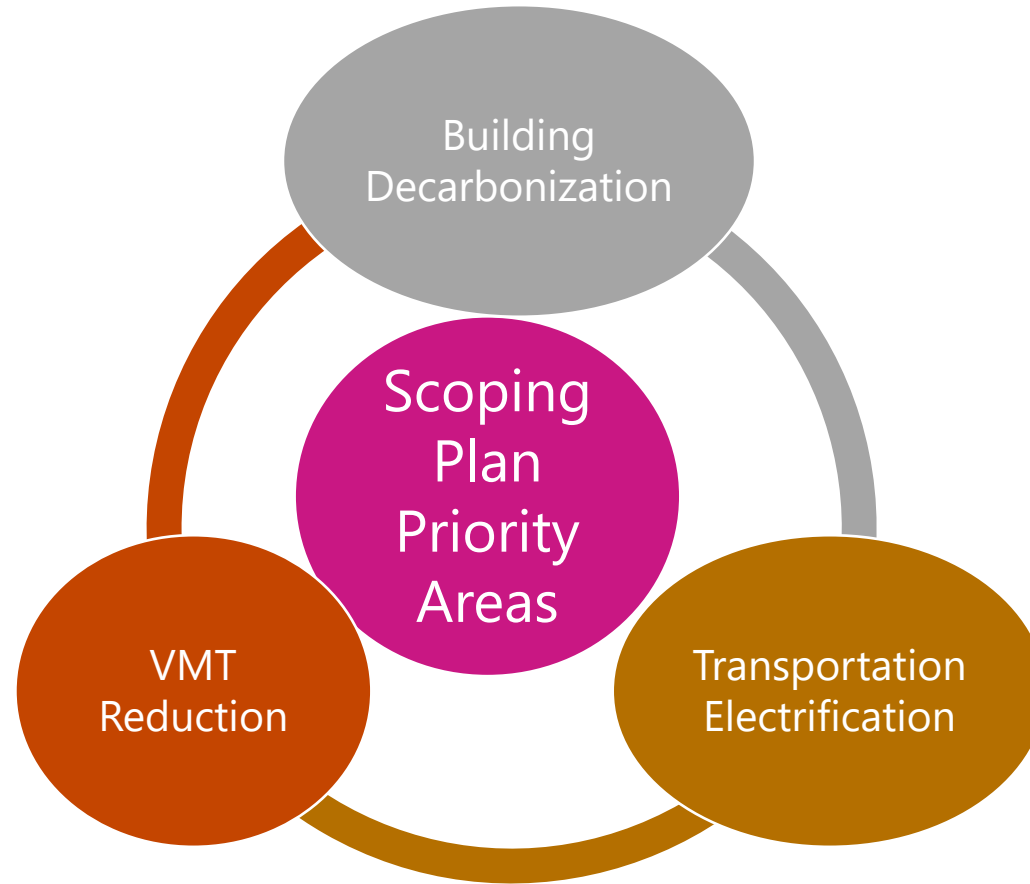 Building
Decarbonization
Scoping
Plan
Priority
Areas
VMT
Reduction
Transportation
Electrification